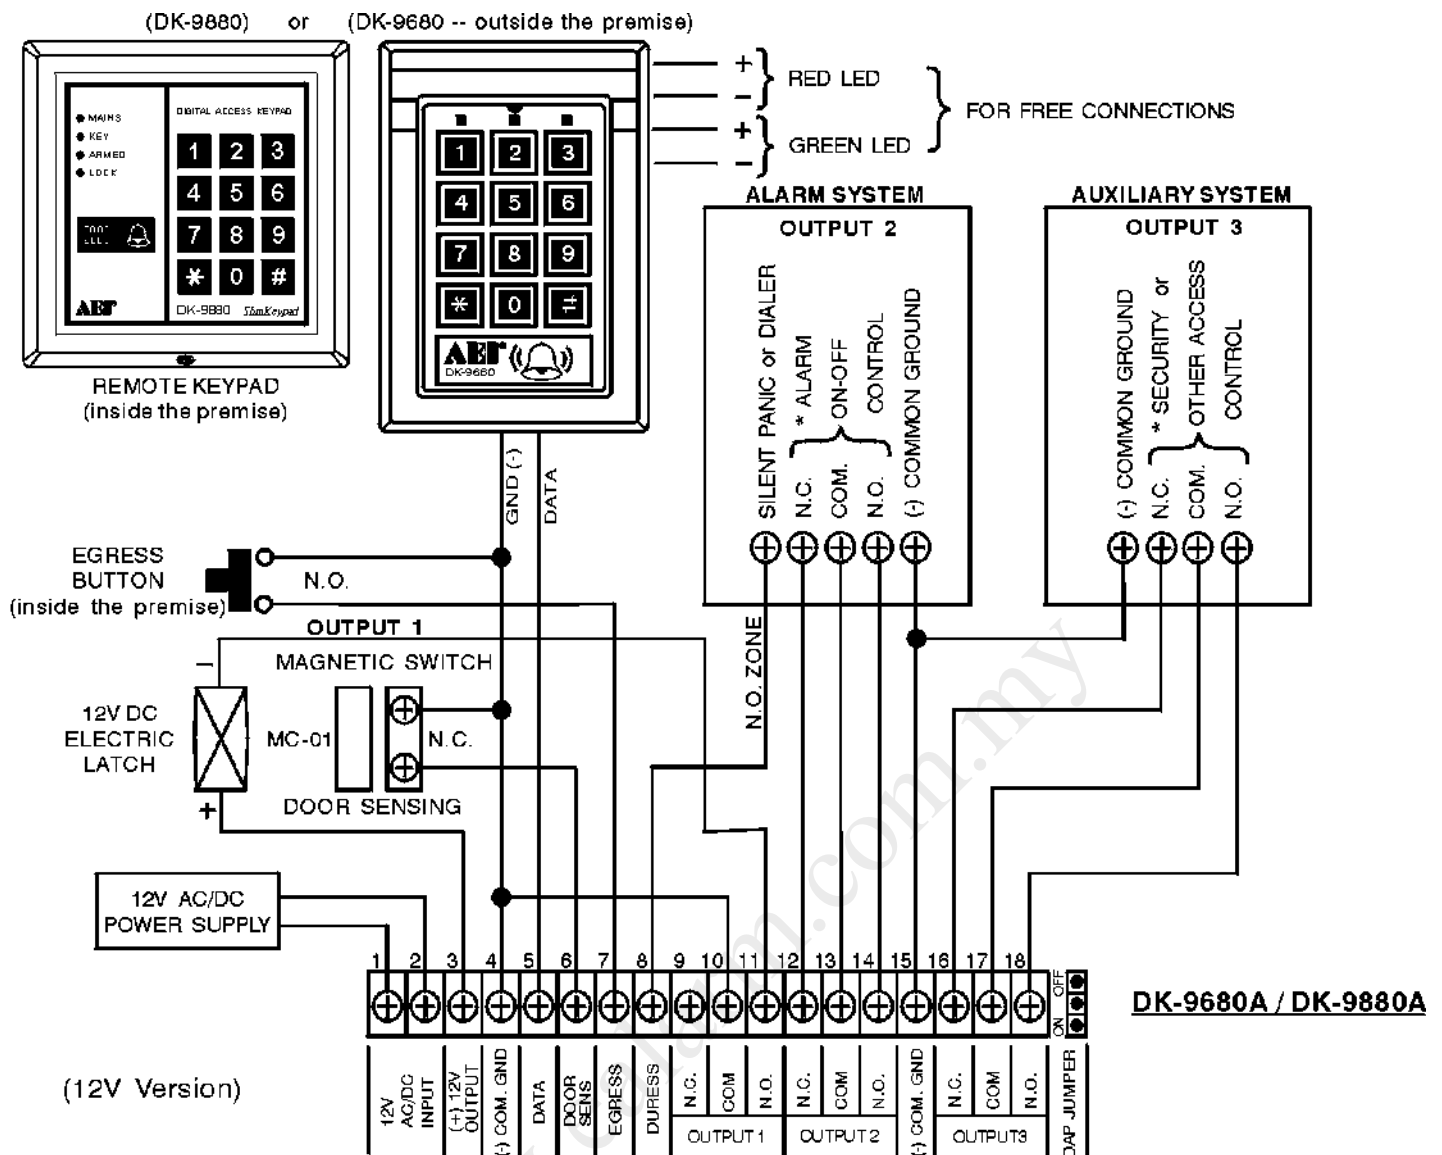 (DK-9880) or (DK-9680 -- outside the premise)
DIGITAL ACCESS KEYPAD
MAINS
KEY
ARMED
LOCK
1 2 3
4 5 6
7 8 9
* 0 #
AEI
DK-9880 SlimKeypad
REMOTE KEYPAD
(inside the premise)
1 2 3
4 5 6
7 8 9
* 0 #
AEI
DK-9680
+
−
RED LED
+
−
GREEN LED
FOR FREE CONNECTIONS
ALARM SYSTEM
OUTPUT 2
SILENT PANIC or DIALER
N.C.
COM.
N.O.
* ALARM
ON-OFF
CONTROL
(-) COMMON GROUND
AUXILIARY SYSTEM
OUTPUT 3
(-) COMMON GROUND
N.C.
COM.
N.O.
* SECURITY or
OTHER ACCESS
CONTROL
GND (-)
DATA
EGRESS
BUTTON
(inside the premise)
N.O.
OUTPUT 1
MAGNETIC SWITCH
N.O. ZONE
−
12V DC
ELECTRIC
LATCH
+
MC-01
N.C.
DOOR SENSING
12V AC/DC
POWER SUPPLY
1 2 3 4 5 6 7 8 9 10 11 12 13 14 15 16 17 18
OFF
ON
DK-9680A / DK-9880A
(12V Version)
12V
AC/DC
INPUT
(+) 12V
OUTPUT
(-) COM. GND
DATA
DOOR
SENS
EGRESS
DURESS
N.C.
COM
N.O.
OUTPUT 1
N.C.
COM
N.O.
OUTPUT 2
(-) COM. GND
N.C.
COM
N.O.
OUTPUT3
DAP JUMPER
alarm.com.my